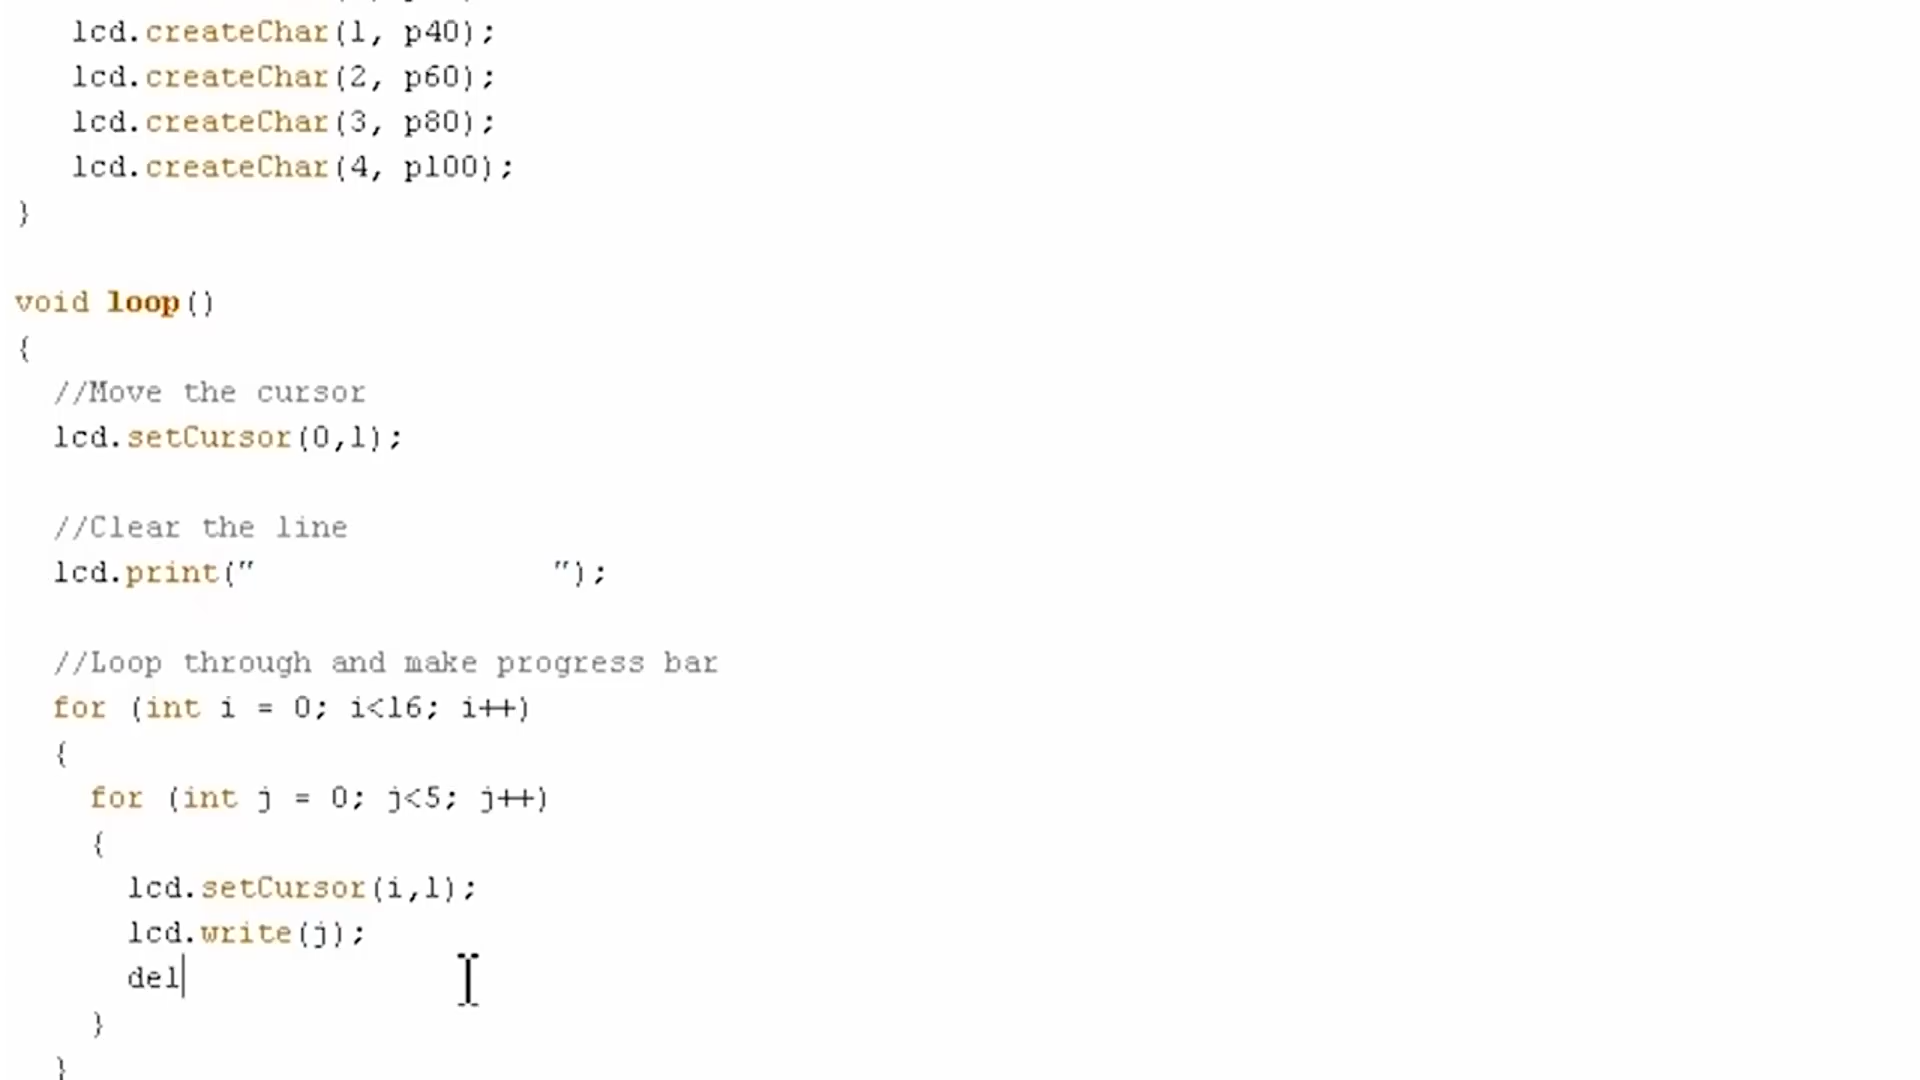 lcd.createChar(1, p40);
lcd.createChar(2, p60);
lcd.createChar(3, p80);
lcd.createChar(4, p100);
}
void loop()
{
//Move the cursor
lcd.setCursor(0,1);
//Clear the line
lcd.print("                ");
//Loop through and make progress bar
for (int i = 0; i<16; i++)
{
for (int j = 0; j<5; j++)
{
lcd.setCursor(i,1);
lcd.write(j);
del
}
}